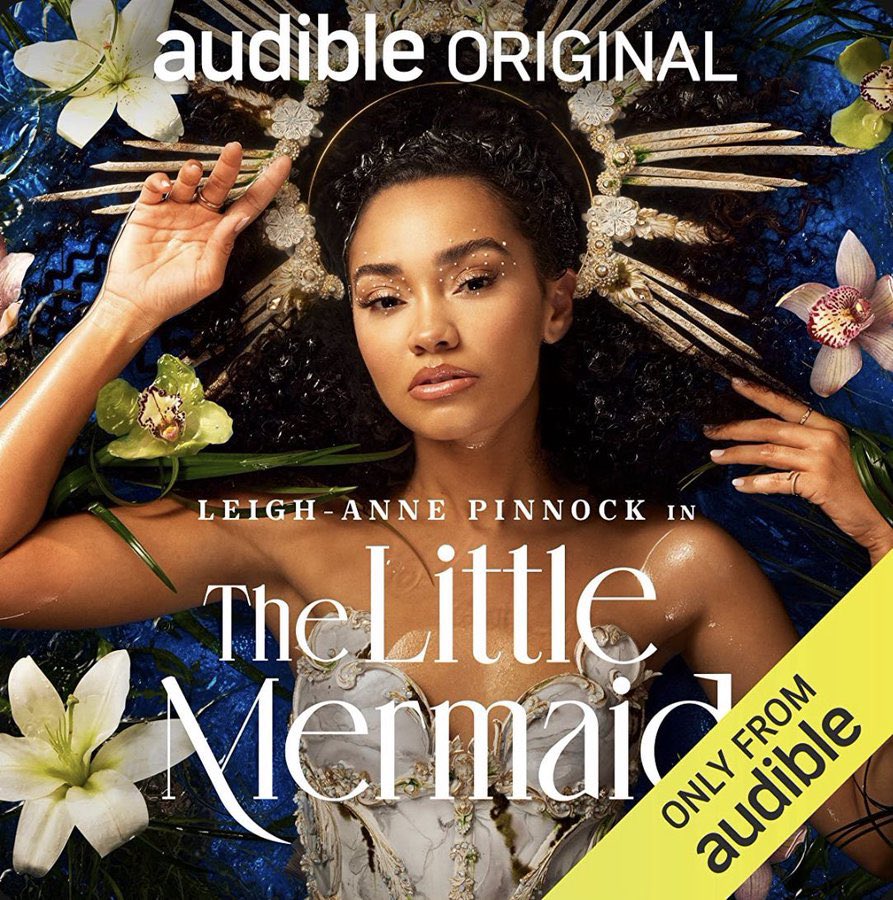 audible ORIGINAL
LEIGH-ANNE PINNOCK IN
The Little
Mermaid
ONLY FROM
audible